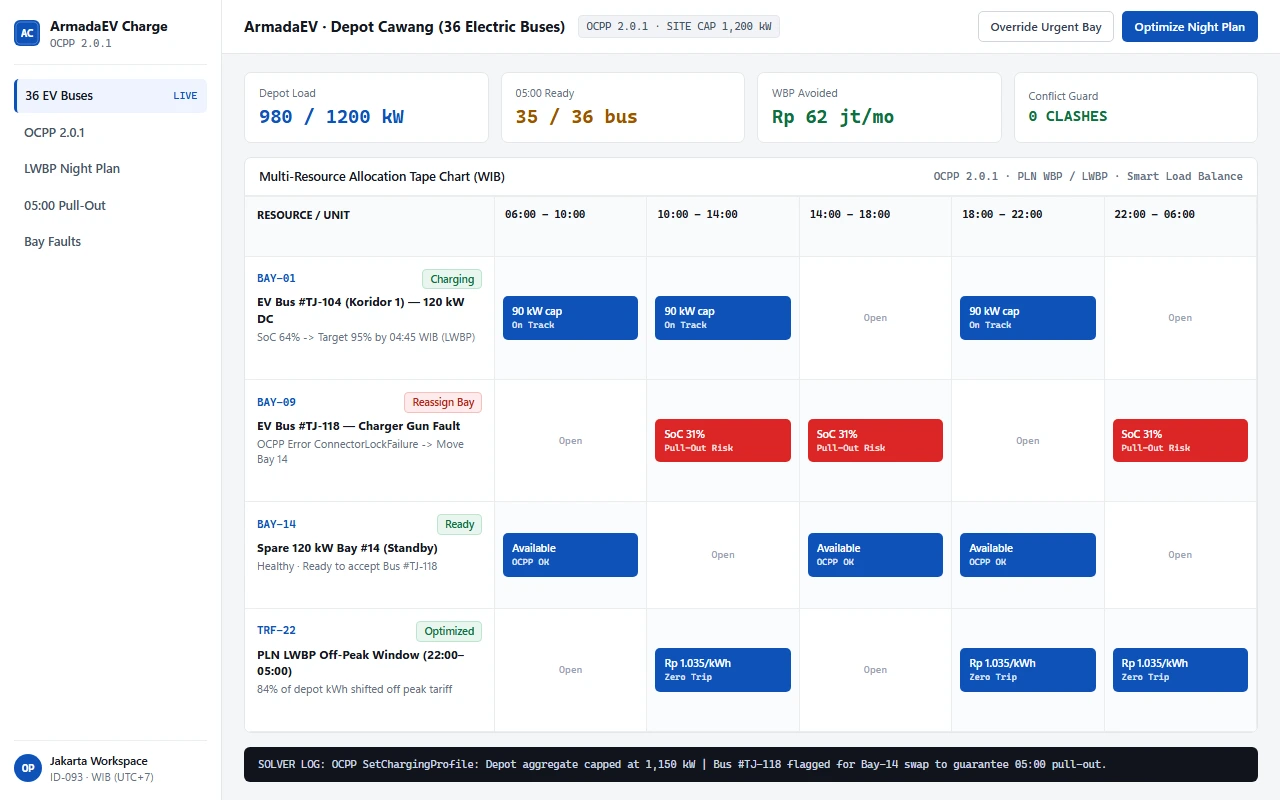 AC
ArmadaEV Charge
OCPP 2.0.1
36 EV Buses
LIVE
OCPP 2.0.1
LWBP Night Plan
05:00 Pull-Out
Bay Faults
OP
Jakarta Workspace
ID-093 · WIB (UTC+7)
ArmadaEV · Depot Cawang (36 Electric Buses)
OCPP 2.0.1 · SITE CAP 1,200 kW
Override Urgent Bay
Optimize Night Plan
Depot Load
980 / 1200 kW
05:00 Ready
35 / 36 bus
WBP Avoided
Rp 62 jt/mo
Conflict Guard
0 CLASHES
Multi-Resource Allocation Tape Chart (WIB)
OCPP 2.0.1 · PLN WBP / LWBP · Smart Load Balance
RESOURCE / UNIT
06:00 – 10:00
10:00 – 14:00
14:00 – 18:00
18:00 – 22:00
22:00 – 06:00
BAY-01
Charging
EV Bus #TJ-104 (Koridor 1) — 120 kW
DC
SoC 64% -> Target 95% by 04:45 WIB (LWBP)
90 kW cap
On Track
90 kW cap
On Track
Open
90 kW cap
On Track
Open
BAY-09
Reassign Bay
EV Bus #TJ-118 — Charger Gun Fault
OCPP Error ConnectorLockFailure -> Move
Bay 14
Open
SoC 31%
Pull-Out Risk
SoC 31%
Pull-Out Risk
Open
SoC 31%
Pull-Out Risk
BAY-14
Ready
Spare 120 kW Bay #14 (Standby)
Healthy · Ready to accept Bus #TJ-118
Available
OCPP OK
Open
Available
OCPP OK
Available
OCPP OK
Open
TRF-22
Optimized
PLN LWBP Off-Peak Window (22:00–
05:00)
84% of depot kWh shifted off peak tariff
Open
Rp 1.035/kWh
Zero Trip
Open
Rp 1.035/kWh
Zero Trip
Rp 1.035/kWh
Zero Trip
SOLVER LOG: OCPP SetChargingProfile: Depot aggregate capped at 1,150 kW | Bus #TJ-118 flagged for Bay-14 swap to guarantee 05:00 pull-out.